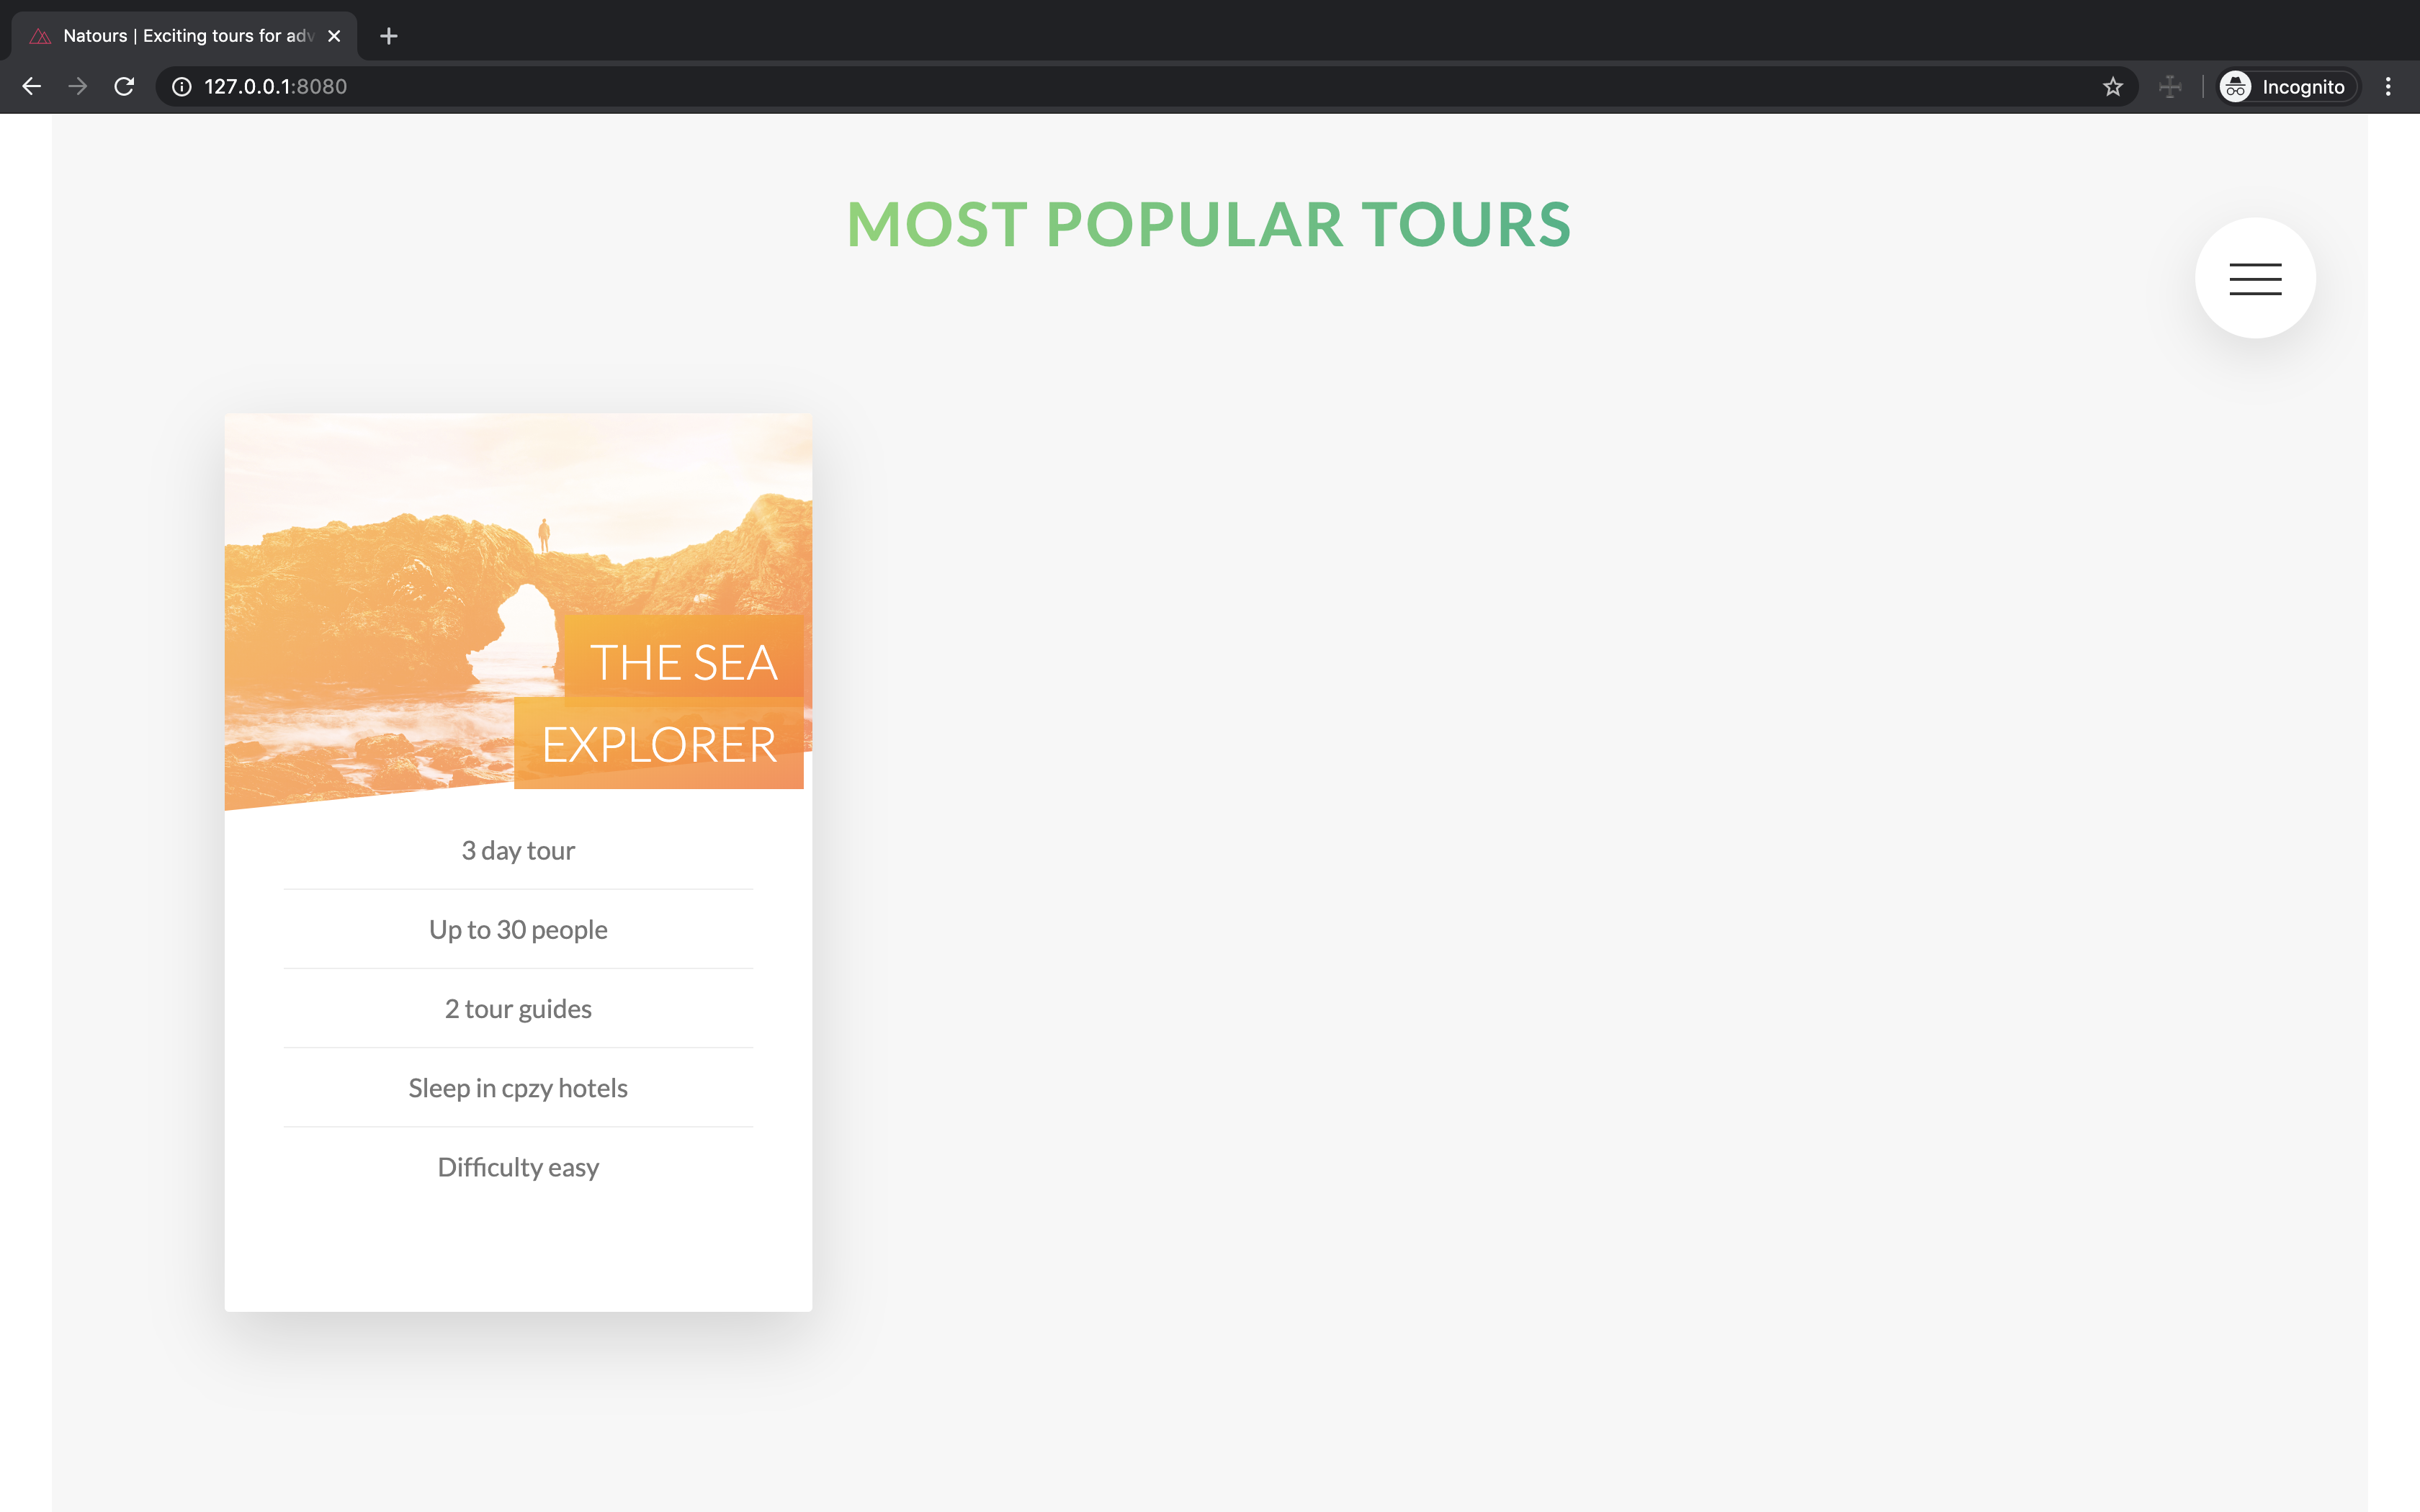 Natours | Exciting tours for adv
127.0.0.1:8080
Incognito
MOST POPULAR TOURS
THE SEA
EXPLORER
3 day tour
Up to 30 people
2 tour guides
Sleep in cpzy hotels
Difficulty easy